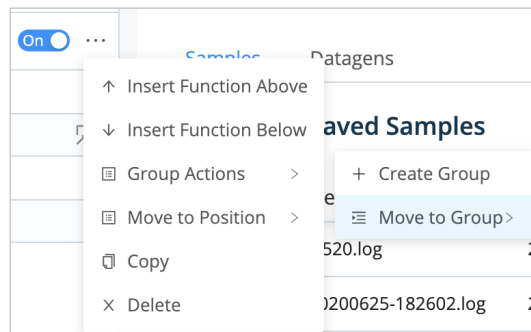 On ...
Samples Datagens
Insert Function Above
Insert Function Below
aved Samples
Group Actions
Create Group
Move to Position
Move to Group
520.log
Copy
0200625-182602.log
Delete